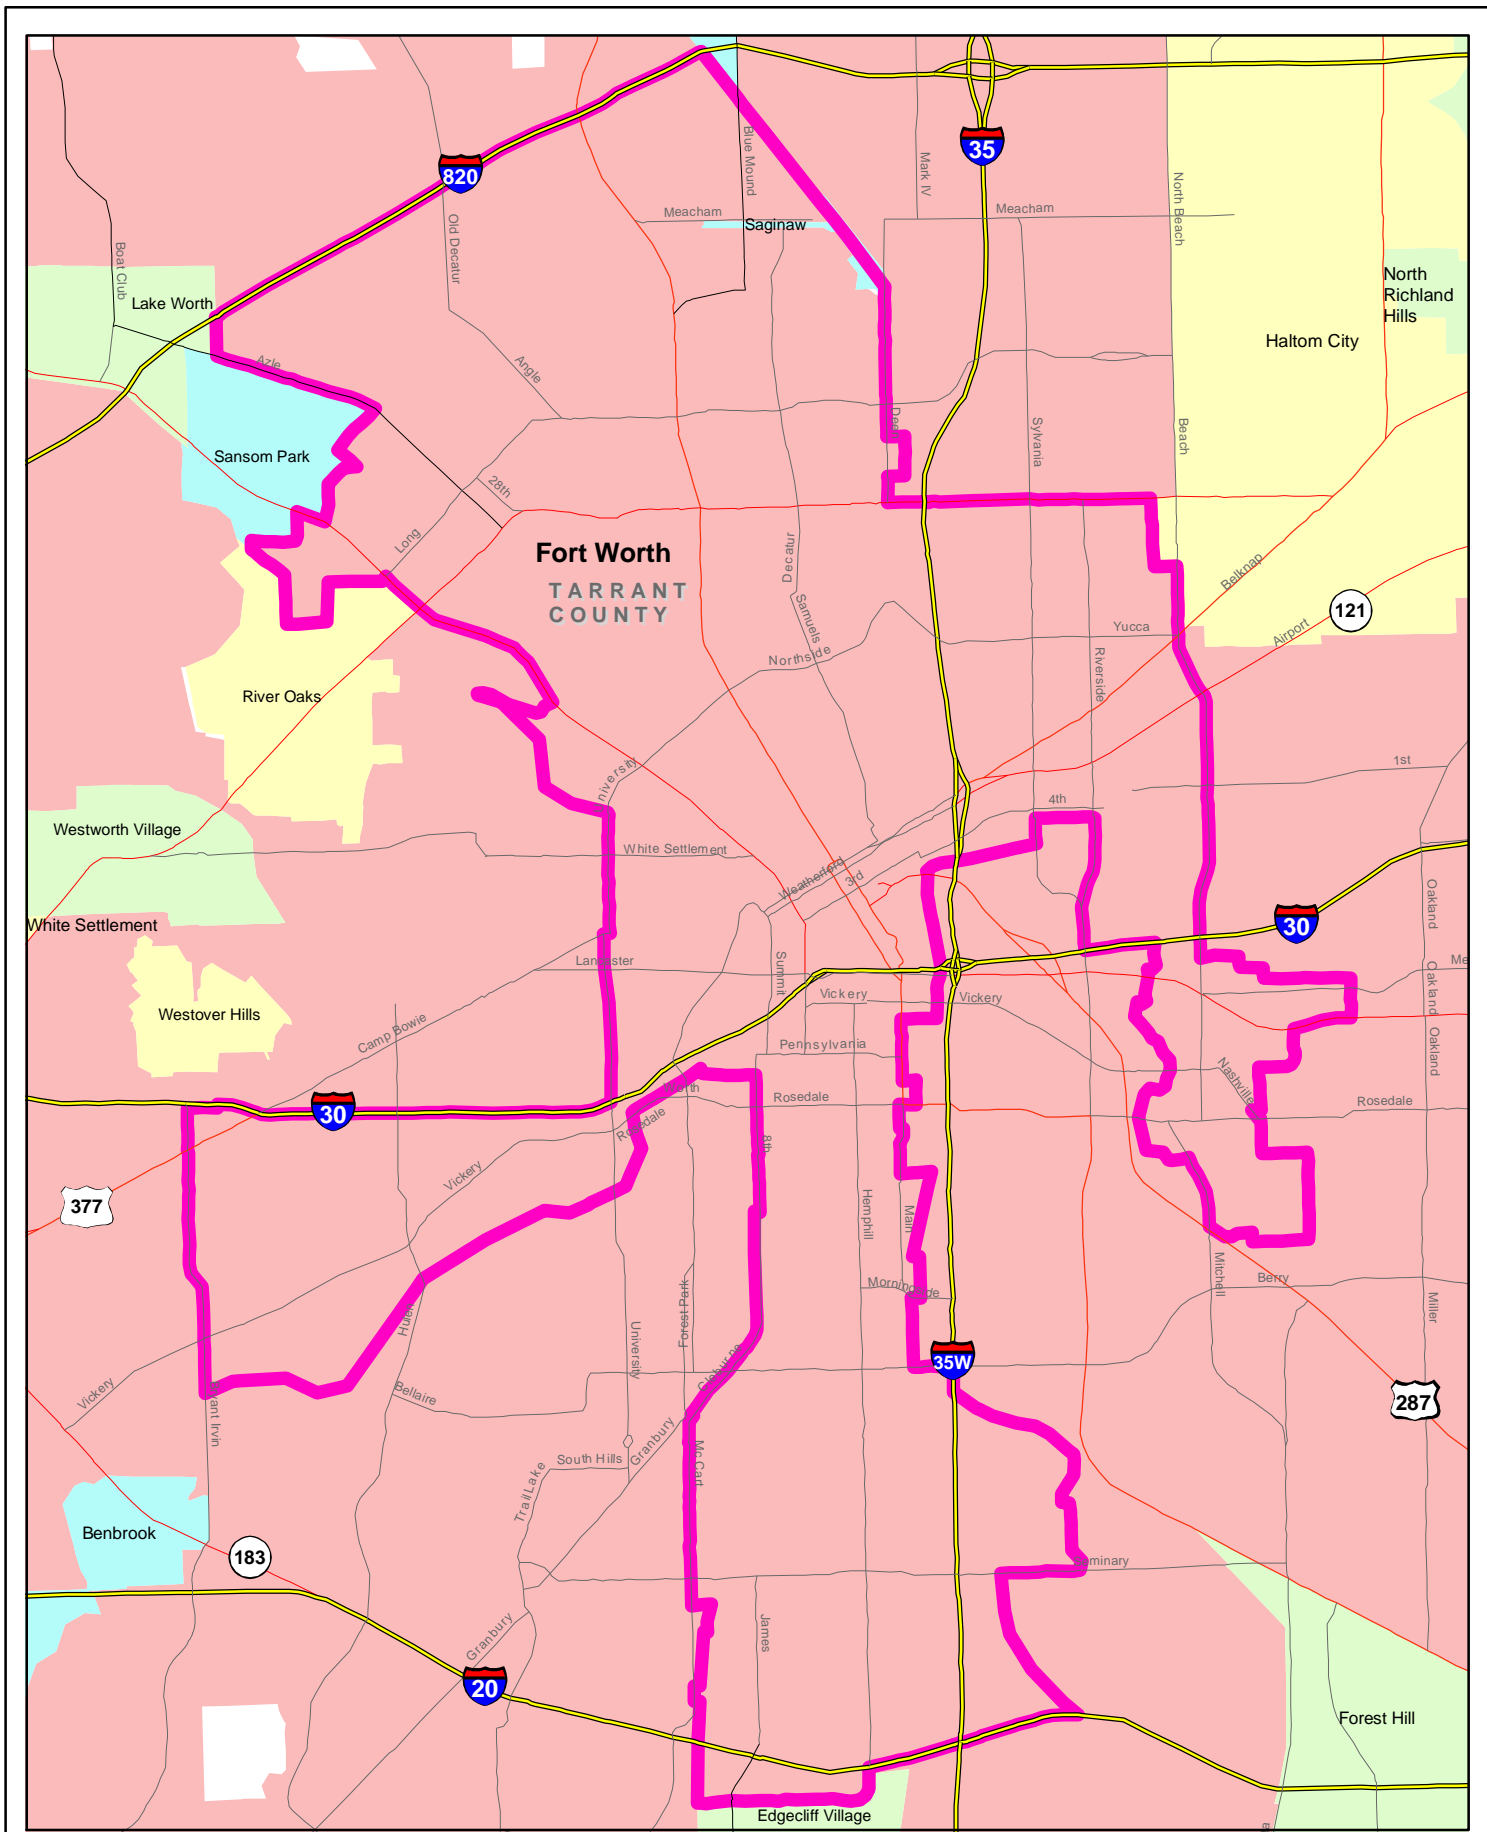 820
35
Blue Mound
Mark IV
North Beach
Meacham
Meacham
Saginaw
Old Decatur
Boat Club
Lake Worth
North
Richland
Hills
Haltom City
Azle
Angle
Sylvania
Beach
Sansom Park
28th
Long
Fort Worth
TARRANT
COUNTY
Decatur
Samuels
Belknap
121
Airport
Yucca
Northside
Riverside
River Oaks
University
1st
4th
Westworth Village
White Settlement
Weatherford
3rd
Oakland
White Settlement
30
Lancaster
Summit
Oakland
Westover Hills
Vickery
Vickery
Camp Bowie
Pennsylvania
Oakland
Nashville
30
Rosedale
Rosedale
Rosedale
8th
Vickery
377
Hemphill
Main
Mitchell
Berry
Miller
Hulen
Forest Park
University
Cleburne
35W
Vickery
Bryant Irvin
Bellaire
287
Granbury
South Hills
Mc Cart
Trail Lake
Benbrook
183
Seminary
James
Granbury
20
Forest Hill
Edgecliff Village